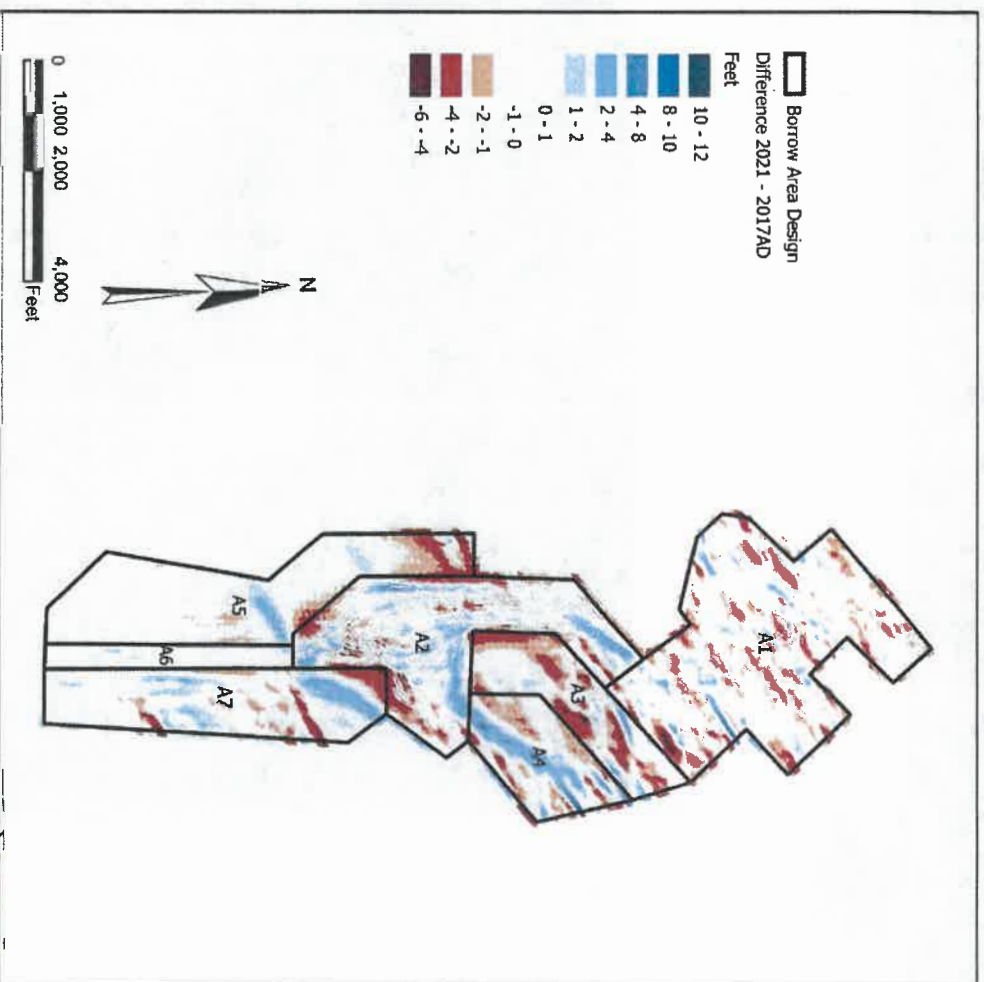 Borrow Area Design
Difference 2021 - 2017AD
Feet
10 - 12
8 - 10
4 - 8
2 - 4
1 - 2
0 - 1
-1 - 0
-2 - -1
-4 - -2
-6 - -4
N
0 1,000 2,000 4,000
Feet
A1
A2
A3
A4
A5
A6
A7